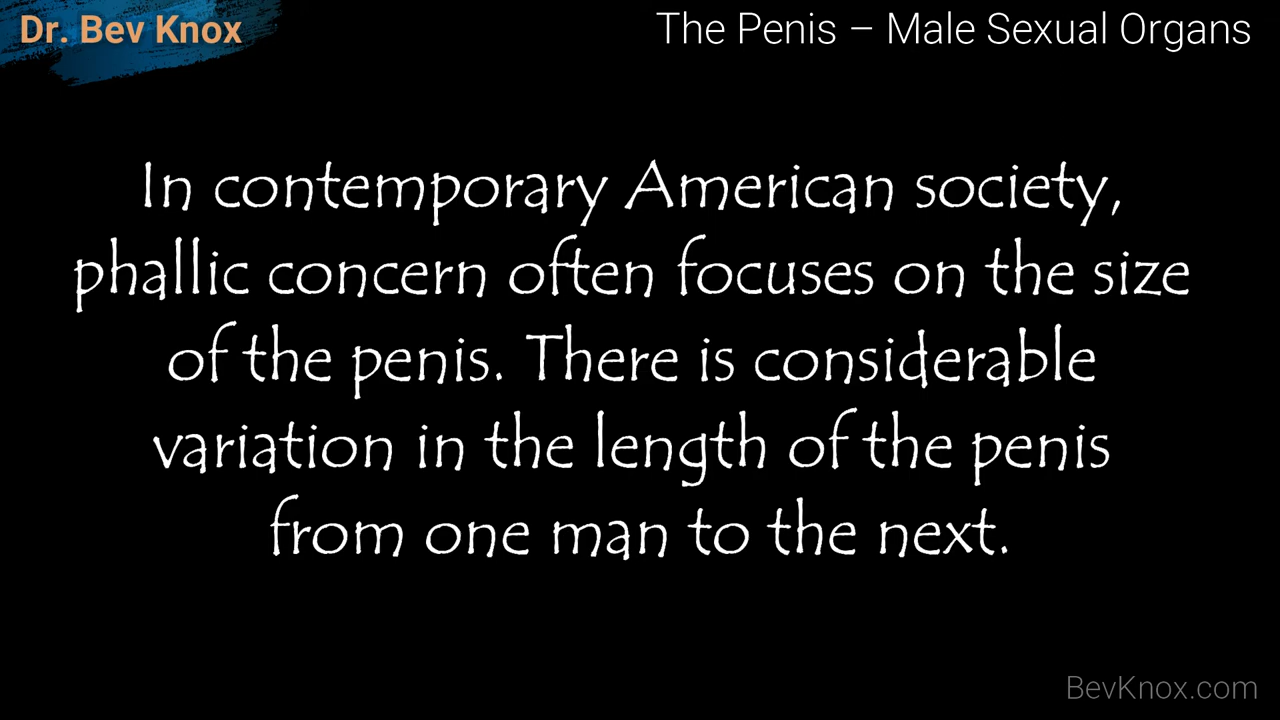 Dr. Bev Knox
The Penis – Male Sexual Organs
In contemporary American society,
phallic concern often focuses on the size
of the penis. There is considerable
variation in the length of the penis
from one man to the next.
BevKnox.com